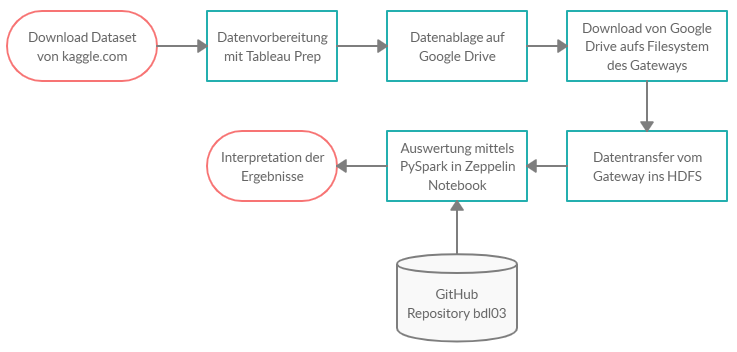 Download Dataset
von kaggle.com
Datenvorbereitung
mit Tableau Prep
Datenablage auf
Google Drive
Download von Google
Drive aufs Filesystem
des Gateways
Datentransfer vom
Gateway ins HDFS
Auswertung mittels
PySpark in Zeppelin
Notebook
Interpretation der
Ergebnisse
GitHub
Repository bdl03